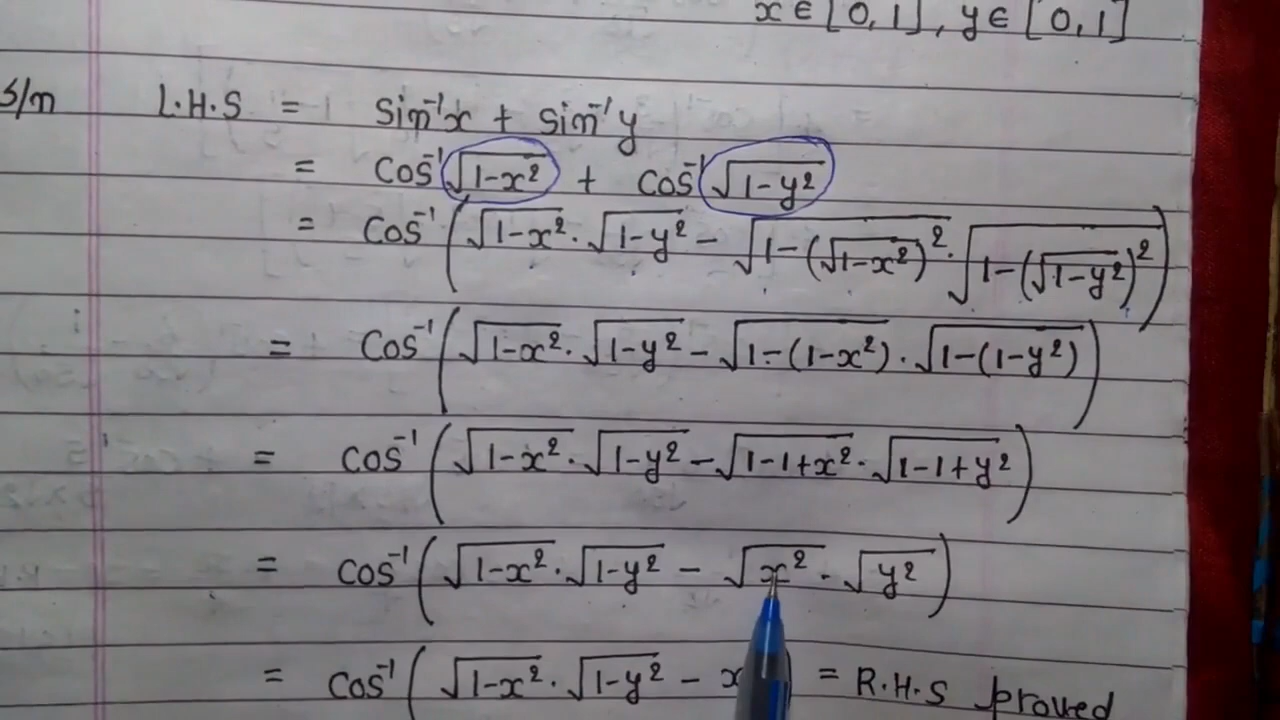 x ∈ [0,1], y ∈ [0,1]
S/n L.H.S = Sin⁻¹x + Sin⁻¹y
= Cos⁻¹√(1-x²) + Cos⁻¹√(1-y²)
= Cos⁻¹(√(1-x²)·√(1-y²) - √(1-(√(1-x²))²)·√(1-(√(1-y²))²))
= Cos⁻¹(√(1-x²)·√(1-y²) - √(1-(1-x²))·√(1-(1-y²)))
= Cos⁻¹(√(1-x²)·√(1-y²) - √(1-1+x²)·√(1-1+y²))
= Cos⁻¹(√(1-x²)·√(1-y²) - √(x²)·√(y²))
= Cos⁻¹(√(1-x²)·√(1-y²) - x ) = R.H.S proved